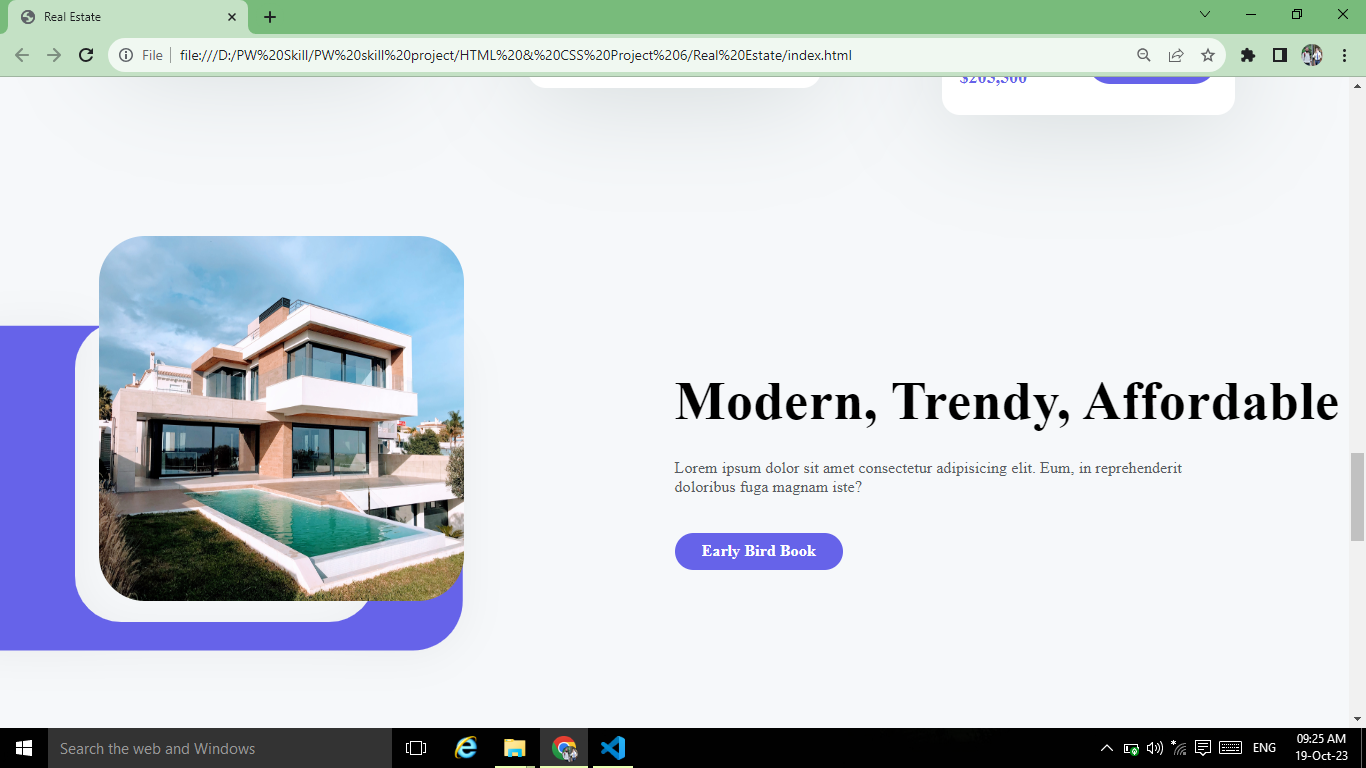 Real Estate
File
file:///D:/PW%20Skill/PW%20skill%20project/HTML%20&%20CSS%20Project%206/Real%20Estate/index.html
Modern, Trendy, Affordable
Lorem ipsum dolor sit amet consectetur adipisicing elit. Eum, in reprehenderit
doloribus fuga magnam iste?
Early Bird Book
Search the web and Windows
ENG
09:25 AM
19-Oct-23